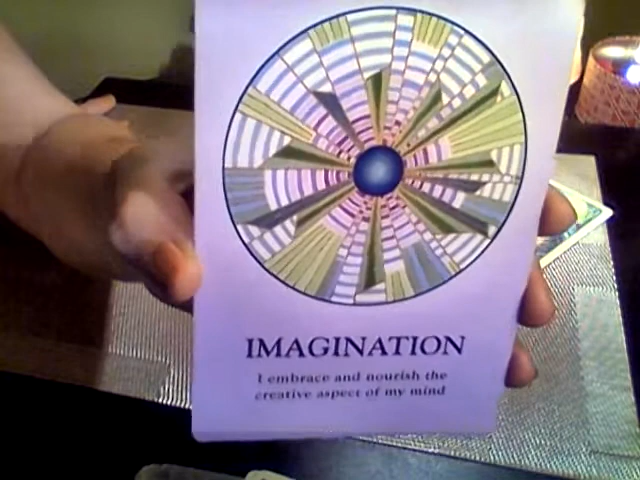 IMAGINATION
I embrace and nourish the
creative aspect of my mind